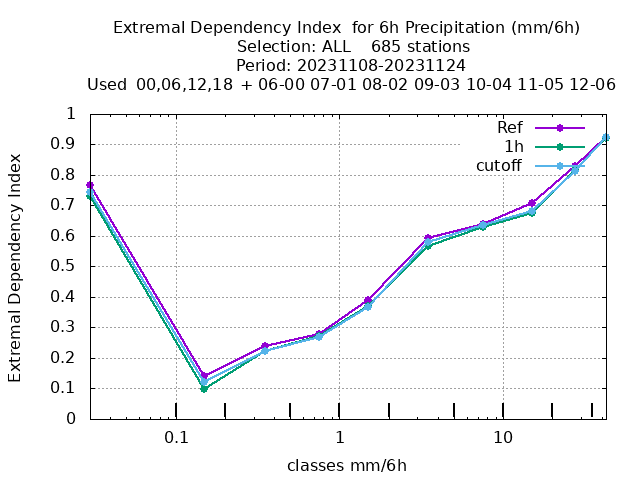 Extremal Dependency Index  for 6h Precipitation (mm/6h)
Selection: ALL    685 stations
Period: 20231108-20231124
Used  00,06,12,18  + 06-00 07-01 08-02 09-03 10-04 11-05 12-06
Extremal Dependency Index
1
0.9
0.8
0.7
0.6
0.5
0.4
0.3
0.2
0.1
0
Ref
1h
cutoff
0.1
1
10
classes mm/6h